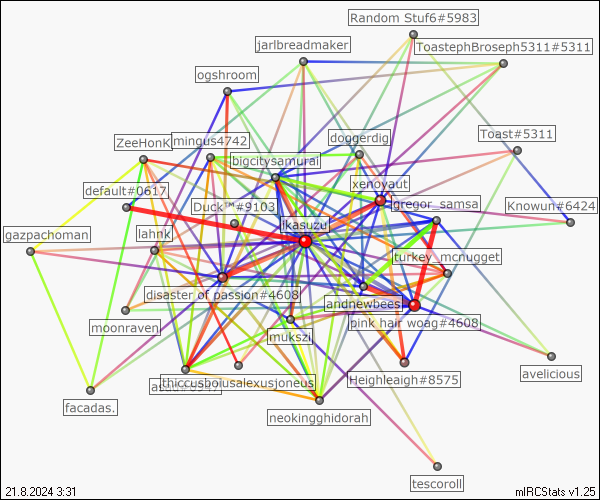 Random Stuf6#5983
jarlbreadmaker
ToastephBroseph5311#5311
ogshroom
ZeeHonK
mingus4742
doggerdig
Toast#5311
bigcitysamurai
default#0617
xenoyaut
Duck™#9103
gregor_samsa
Knowun#6424
jkasuzu
gazpachoman
lahnk
turkey_mcnugget
disaster of passion#4608
andnewbees
moonraven
pink hair woag#4608
mukszi
thiccusboiusalexusjoneus
Heighleaigh#8575
avelicious
facadas.
neokingghidorah
tescoroll
21.8.2024 3:31
mIRCStats v1.25